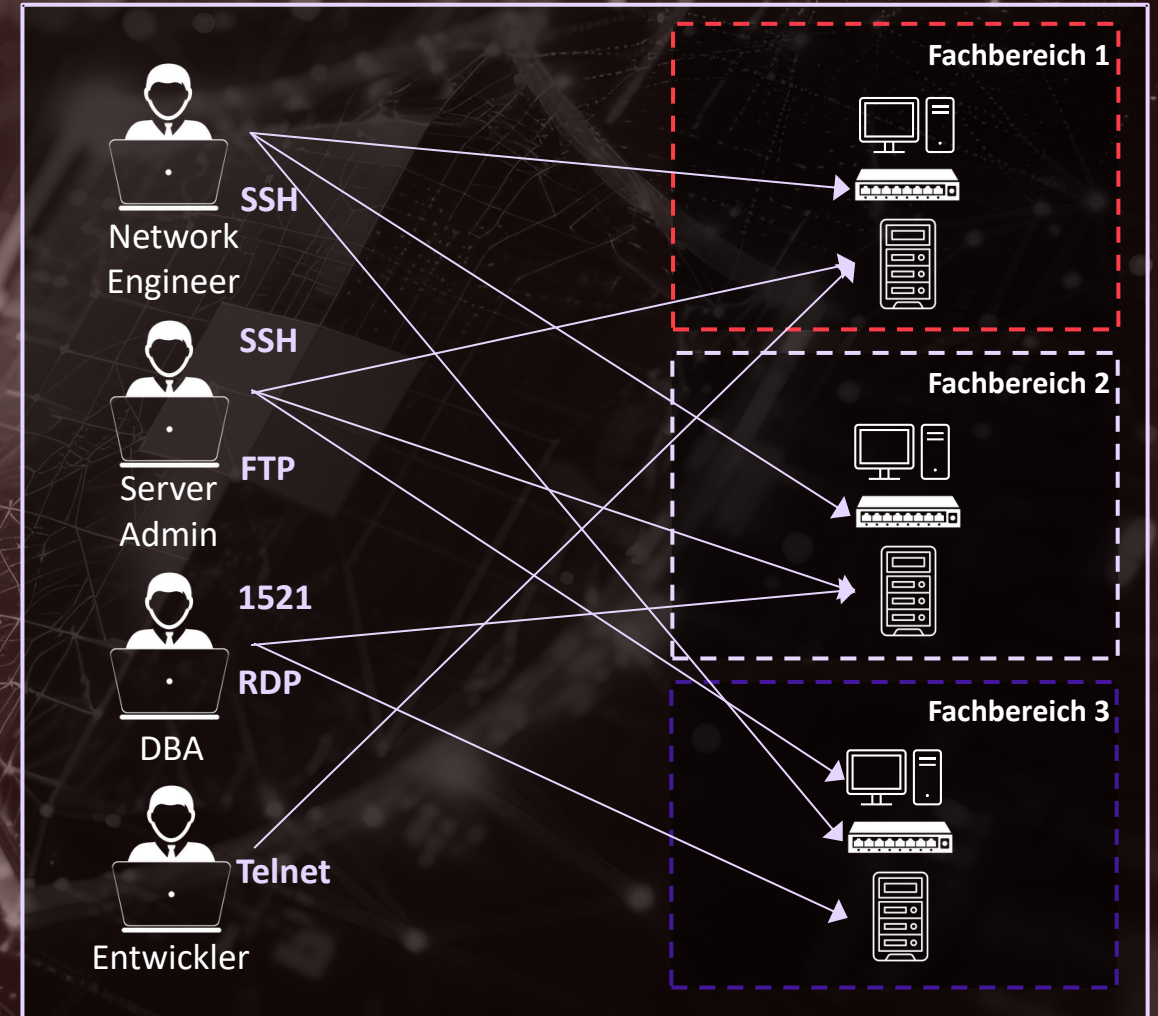 SSH
Network
Engineer
SSH
FTP
Server
Admin
1521
RDP
DBA
Telnet
Entwickler
Fachbereich 1
Fachbereich 2
Fachbereich 3